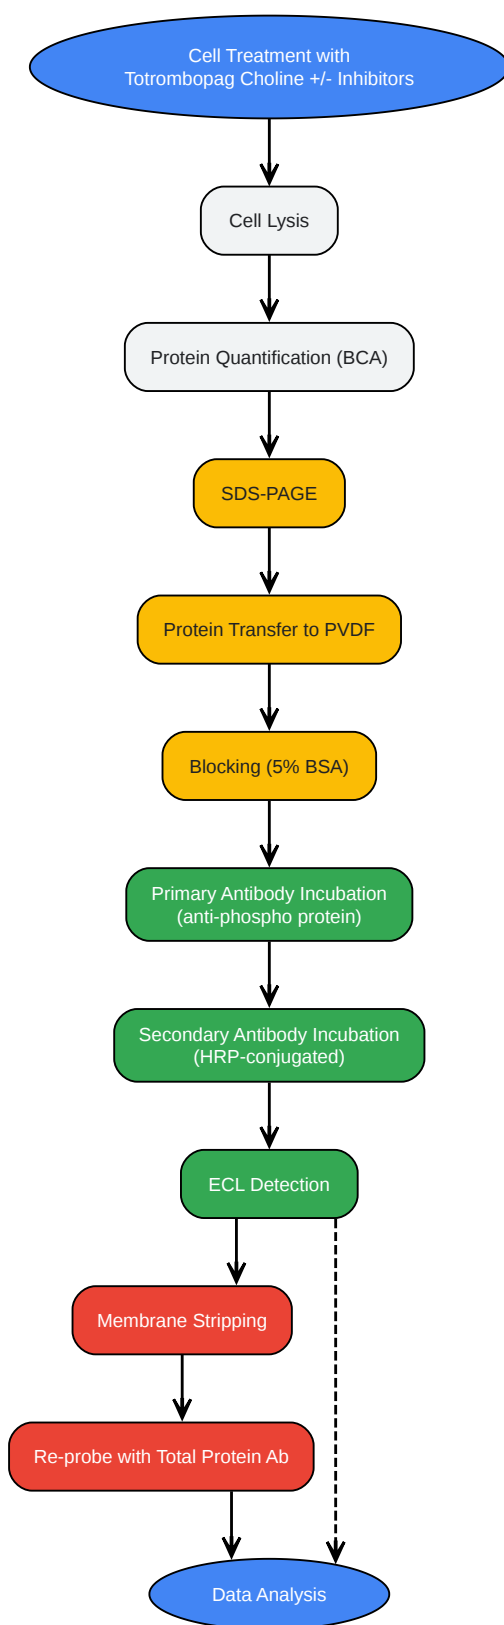 Cell Treatment with
Totrombopag Choline +/- Inhibitors
Cell Lysis
Protein Quantification (BCA)
SDS-PAGE
Protein Transfer to PVDF
Blocking (5% BSA)
Primary Antibody Incubation
(anti-phospho protein)
Secondary Antibody Incubation
(HRP-conjugated)
ECL Detection
Membrane Stripping
Re-probe with Total Protein Ab
Data Analysis